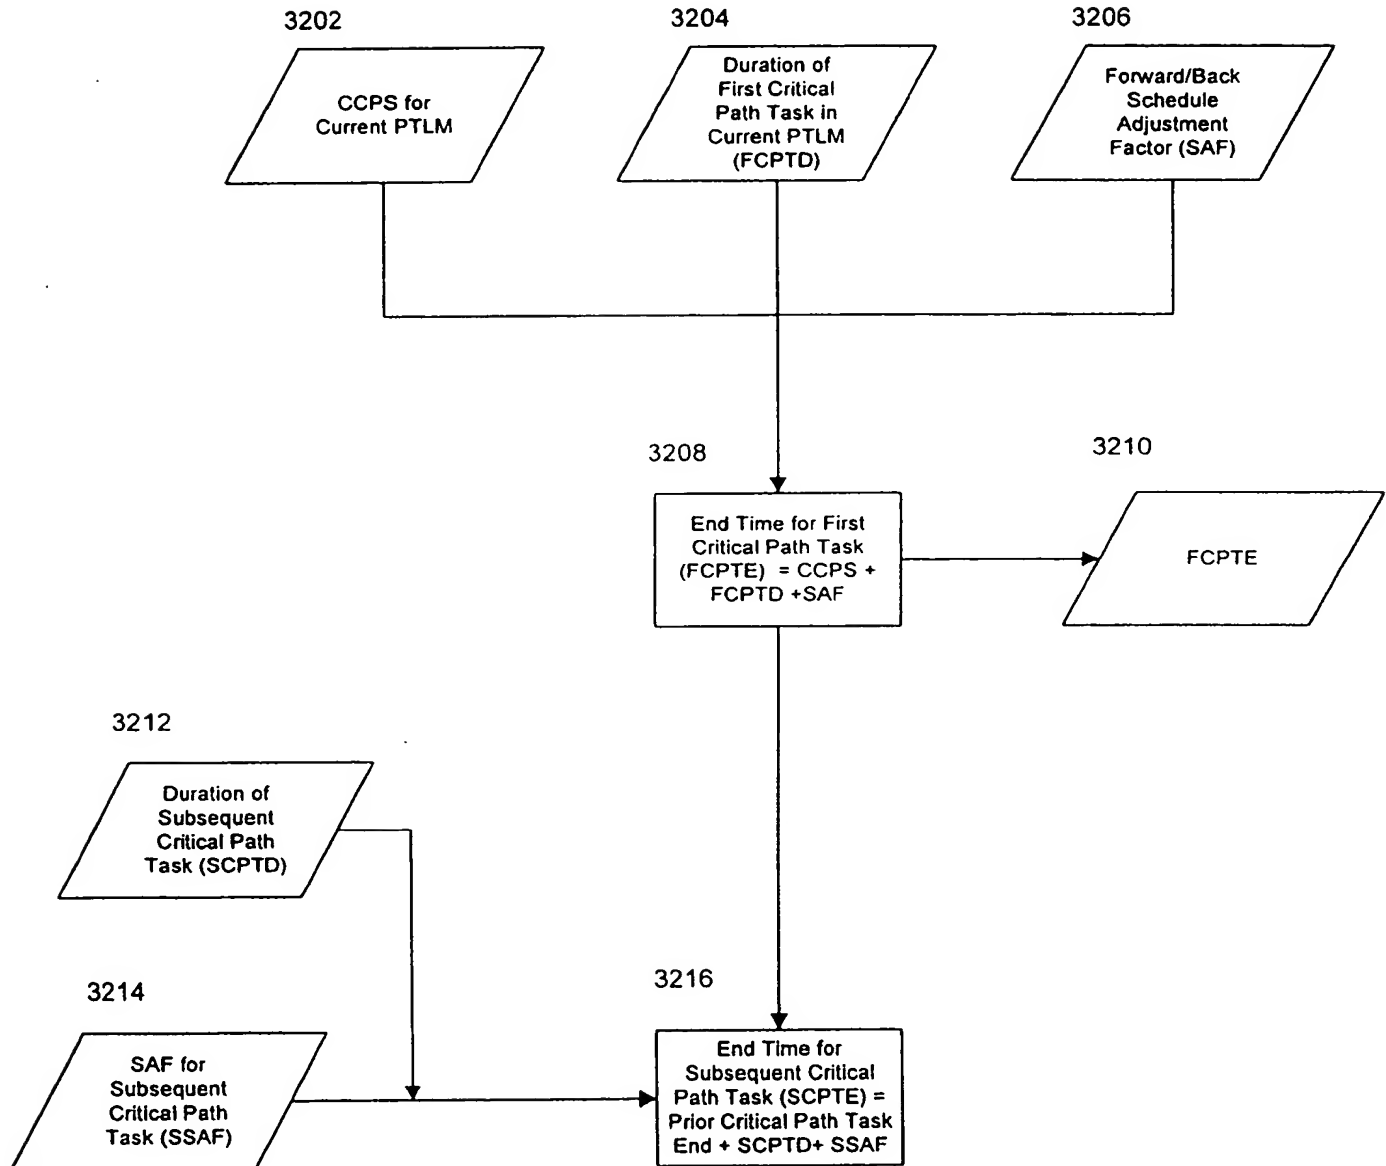 3202
3204
3206
CCPS for
Current PTLM
Duration of
First Critical
Path Task in
Current PTLM
(FCPTD)
Forward/Back
Schedule
Adjustment
Factor (SAF)
3208
3210
End Time for First
Critical Path Task
(FCPTE) = CCPS +
FCPTD +SAF
FCPTE
3212
Duration of
Subsequent
Critical Path
Task (SCPTD)
3214
3216
SAF for
Subsequent
Critical Path
Task (SSAF)
End Time for
Subsequent Critical
Path Task (SCPTE) =
Prior Critical Path Task
End + SCPTD+ SSAF